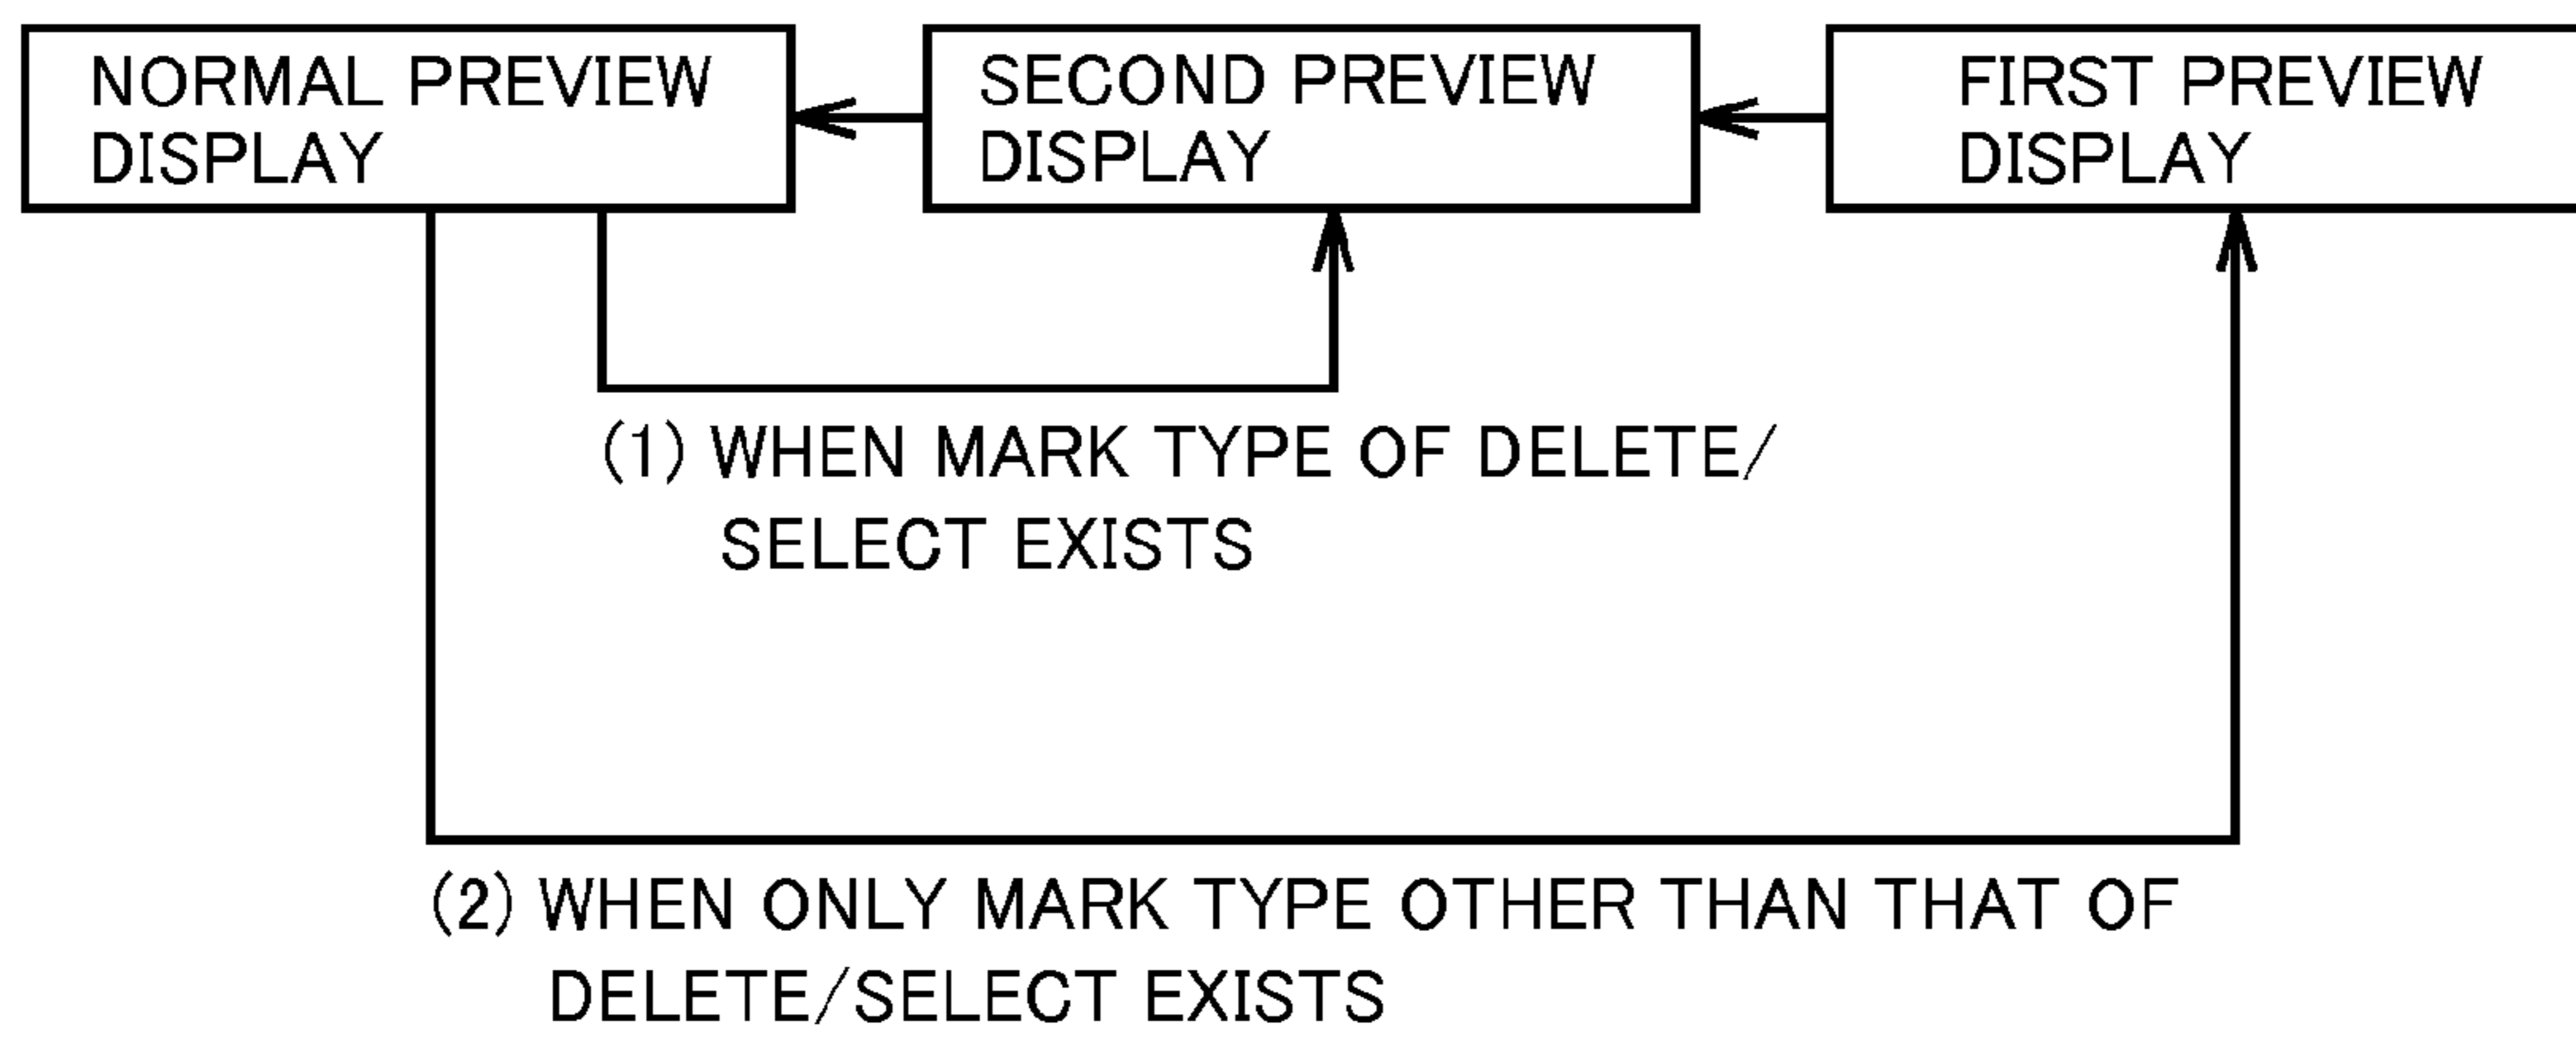 NORMAL PREVIEW
DISPLAY
SECOND PREVIEW
DISPLAY
FIRST PREVIEW
DISPLAY
(1) WHEN MARK TYPE OF DELETE/
SELECT EXISTS
(2) WHEN ONLY MARK TYPE OTHER THAN THAT OF
DELETE/SELECT EXISTS